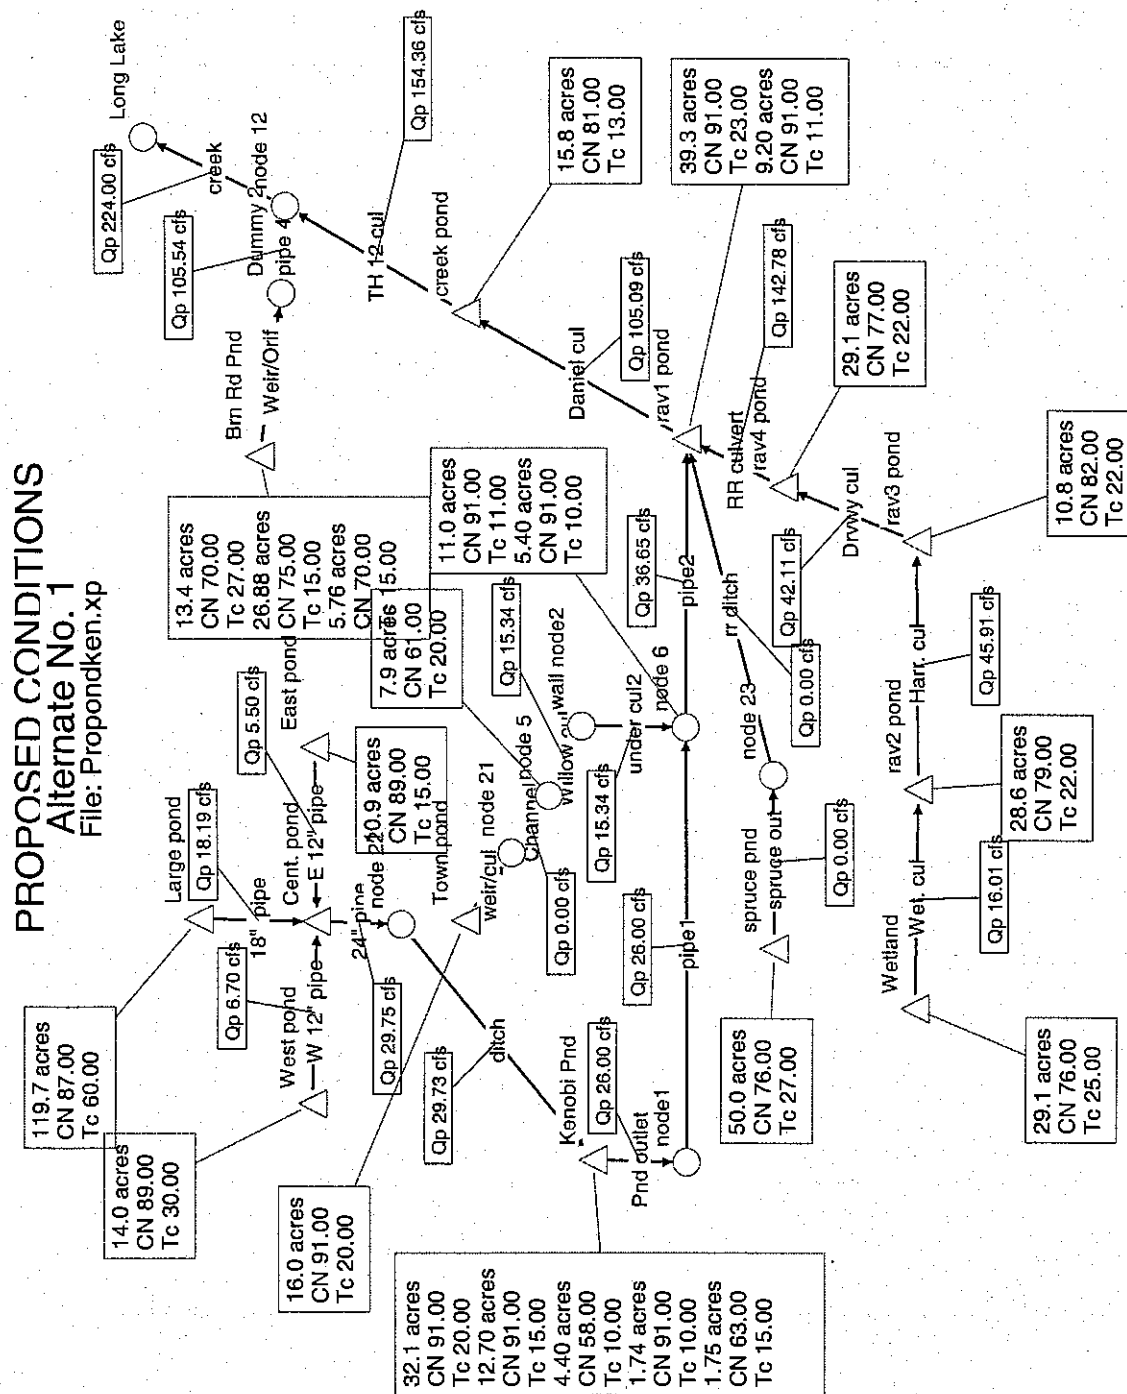 PROPOSED CONDITIONS
Alternate No. 1
File: Propondken.xp
Long Lake
Qp 224.00 cfs
creek
Qp 105.54 cfs
Dummy 2
node 12
pipe 4
Qp 154.36 cfs
TH 12 cul
Brn Rd Pnd
Weir/Orif
creek pond
15.8 acres
CN 81.00
Tc 13.00
Daniel cul
Qp 105.09 cfs
rav1 pond
39.3 acres
CN 91.00
Tc 23.00
9.20 acres
CN 91.00
Tc 11.00
Qp 142.78 cfs
RR culvert
rav4 pond
29.1 acres
CN 77.00
Tc 22.00
Qp 42.11 cfs
Drvwy cul
rav3 pond
10.8 acres
CN 82.00
Tc 22.00
13.4 acres
CN 70.00
Tc 27.00
26.88 acres
CN 75.00
Tc 15.00
5.76 acres
CN 70.00
Tc 15.00
11.0 acres
CN 91.00
Tc 11.00
5.40 acres
CN 91.00
Tc 10.00
7.9 acres
CN 61.00
Tc 20.00
Qp 15.34 cfs
wall node2
Willow
under cul2
Qp 15.34 cfs
node 6
Qp 36.65 cfs
pipe2
rr ditch
Qp 0.00 cfs
node 23
Large pond
Qp 18.19 cfs
18" pipe
Qp 5.50 cfs
East pond
E 12" pipe
Cent. pond
20.9 acres
CN 89.00
Tc 15.00
119.7 acres
CN 87.00
Tc 60.00
14.0 acres
CN 89.00
Tc 30.00
West pond
W 12" pipe
Qp 6.70 cfs
24" pipe
node 22
Qp 29.75 cfs
16.0 acres
CN 91.00
Tc 20.00
Town pond
weir/cul
node 21
Channel
node 5
Qp 0.00 cfs
Qp 29.73 cfs
ditch
Kenobi Pnd
Qp 26.00 cfs
Pnd outlet
node1
Qp 26.00 cfs
pipe1
32.1 acres
CN 91.00
Tc 20.00
12.70 acres
CN 91.00
Tc 15.00
4.40 acres
CN 58.00
Tc 10.00
1.74 acres
CN 91.00
Tc 10.00
1.75 acres
CN 63.00
Tc 15.00
spruce pnd
spruce out
Qp 0.00 cfs
50.0 acres
CN 76.00
Tc 27.00
Wetland
Wet. cul
Qp 16.01 cfs
29.1 acres
CN 76.00
Tc 25.00
rav2 pond
Harr. cul
Qp 45.91 cfs
28.6 acres
CN 79.00
Tc 22.00